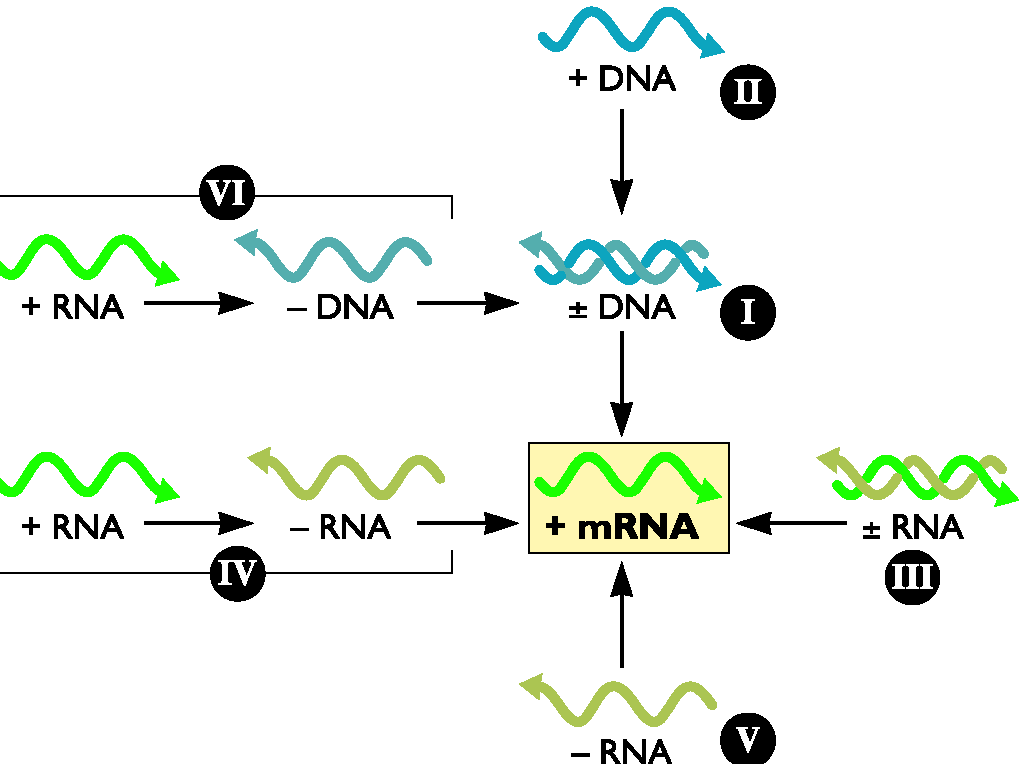 + DNA
II
VI
+ RNA
– DNA
± DNA
I
+ RNA
– RNA
+ mRNA
± RNA
IV
III
– RNA
V